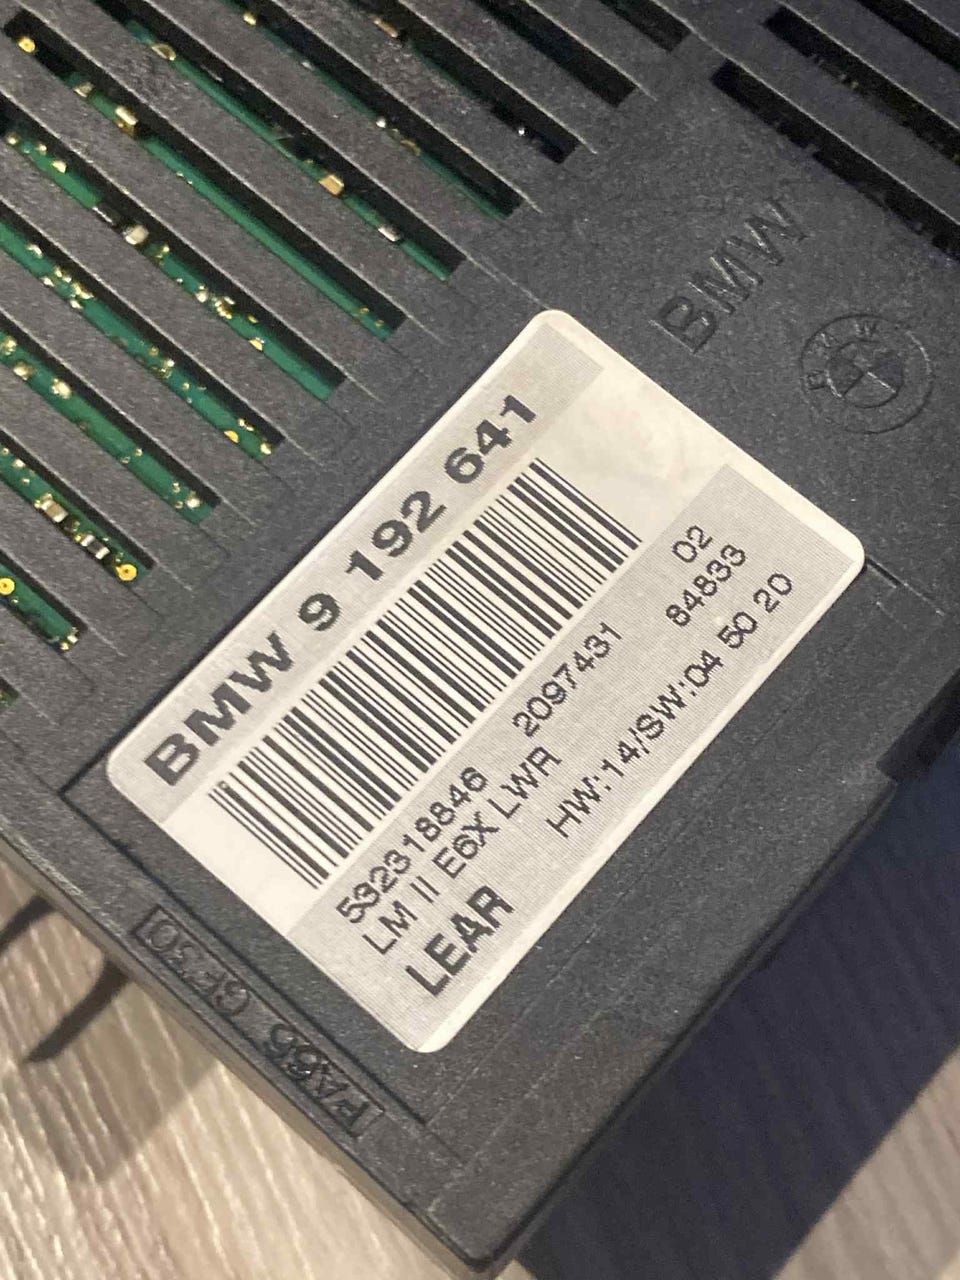 BMW
BMW
BMW 9 192 641
532318846 2097431 02
LM II E6X LWR 84833
LEAR HW:14/SW:04 50 20
PA66 GF30